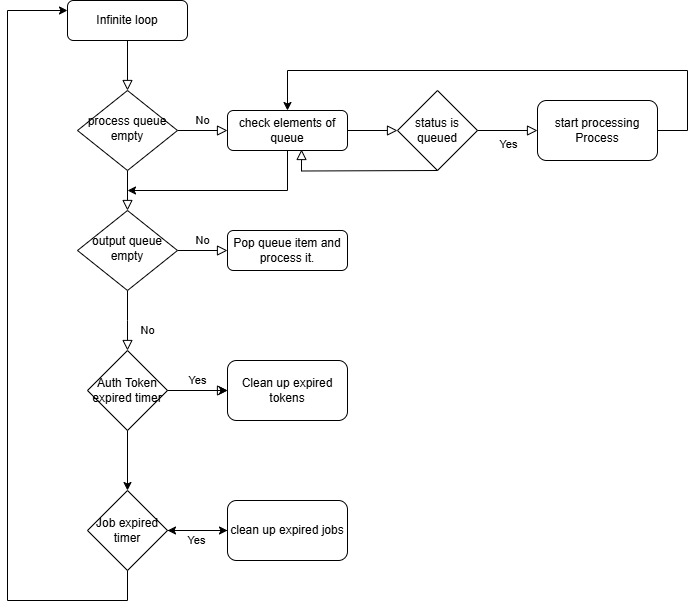 Infinite loop
process queue
empty
No
check elements of
queue
status is
queued
Yes
start processing
Process
output queue
empty
No
Pop queue item and
process it.
No
Auth Token
expired timer
Yes
Clean up expired
tokens
Job expired
timer
Yes
clean up expired jobs